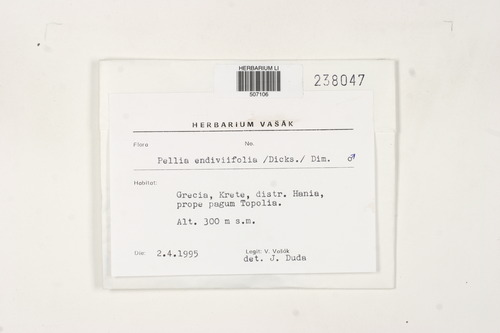 HERBARIUM LI
507106
238047
HERBARIUM VAŠÁK
Flora No.
Pellia endiviifolia /Dicks./ Dim. ♂
Habitat:
Grecia, Krete, distr. Hania,
prope pagum Topolia.
Alt. 300 m s.m.
Die: 2.4.1995
Legit: V. Vašák
det. J. Duda